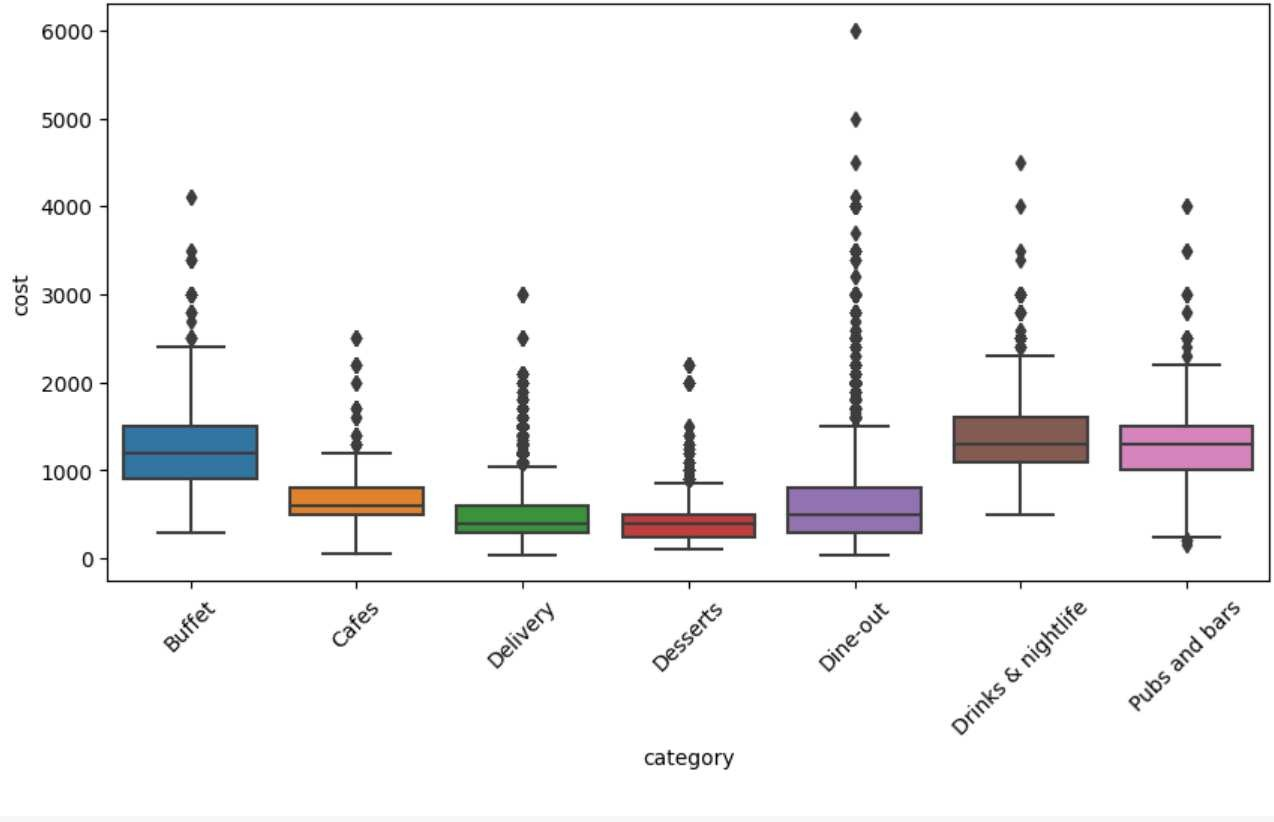 6000
5000
4000
3000
2000
1000
0
cost
Buffet
Cafes
Delivery
Desserts
Dine-out
Drinks & nightlife
Pubs and bars
category